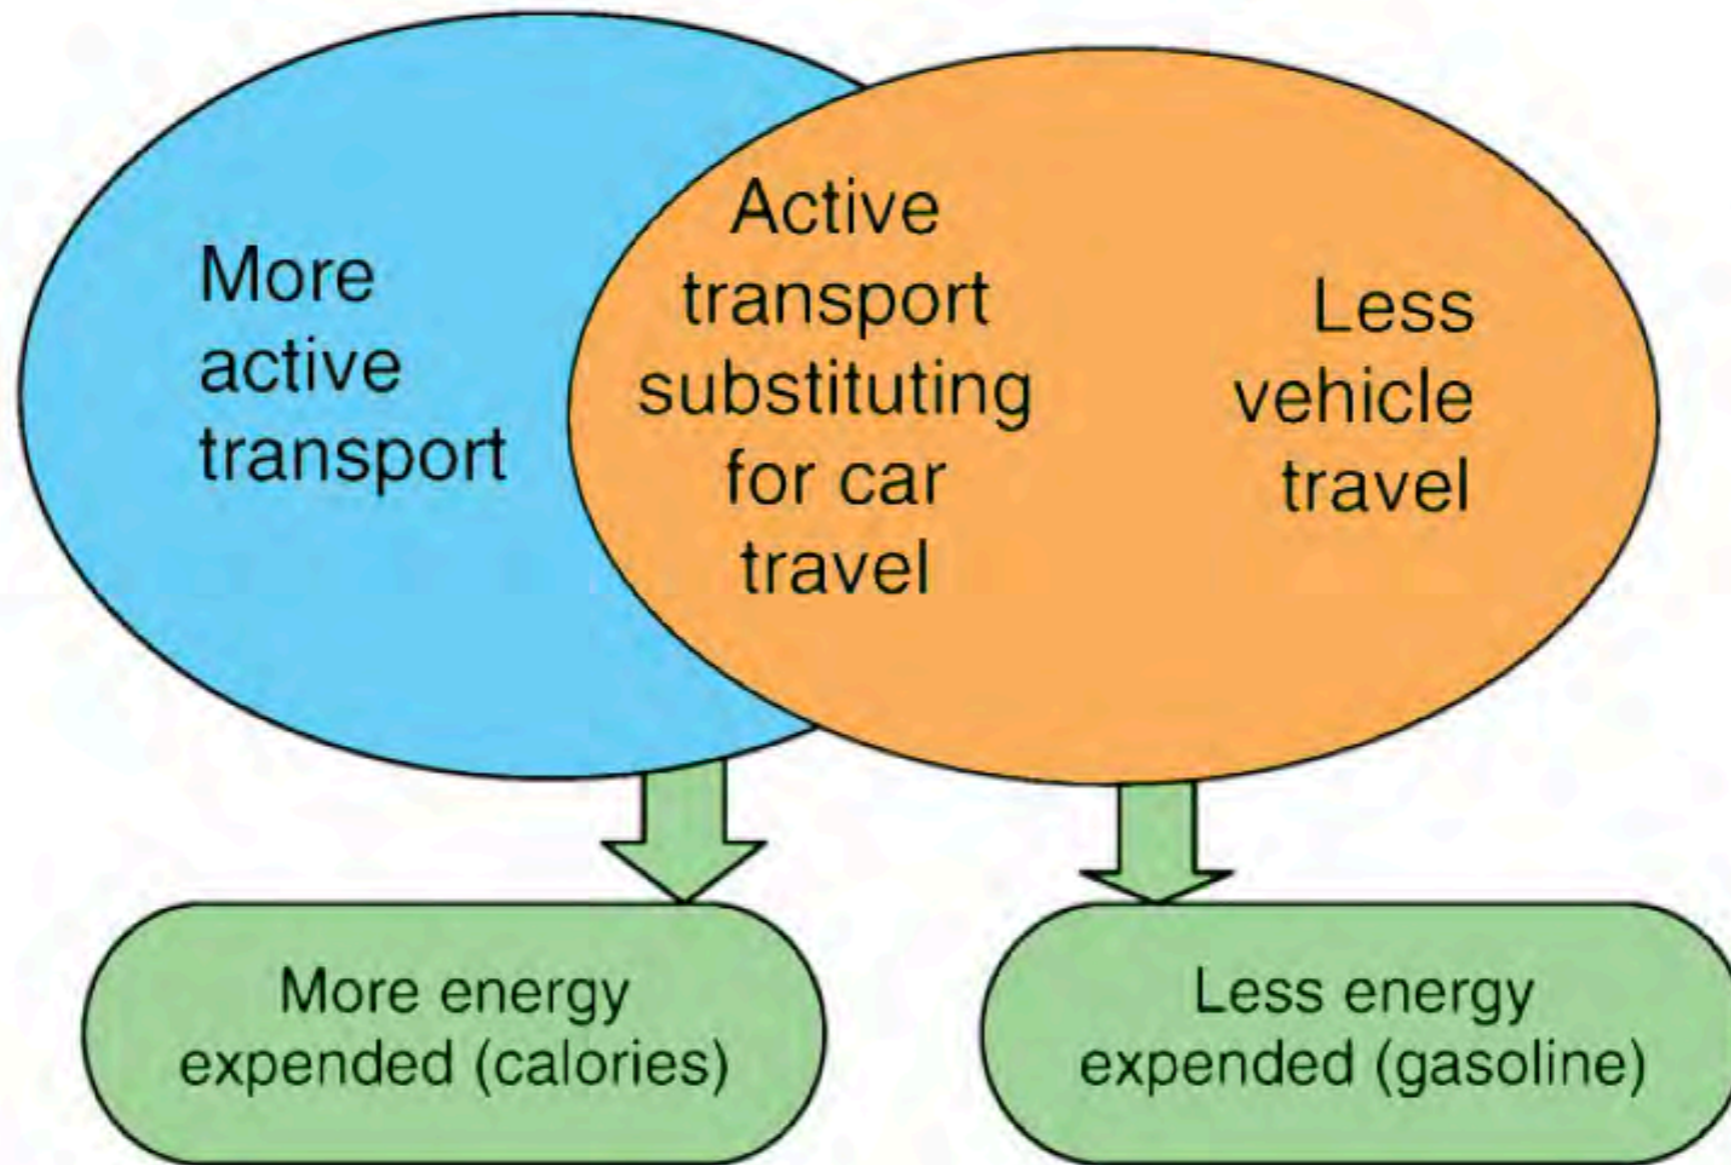 More
active
transport
Active
transport
substituting
for car
travel
Less
vehicle
travel
More energy
expended (calories)
Less energy
expended (gasoline)